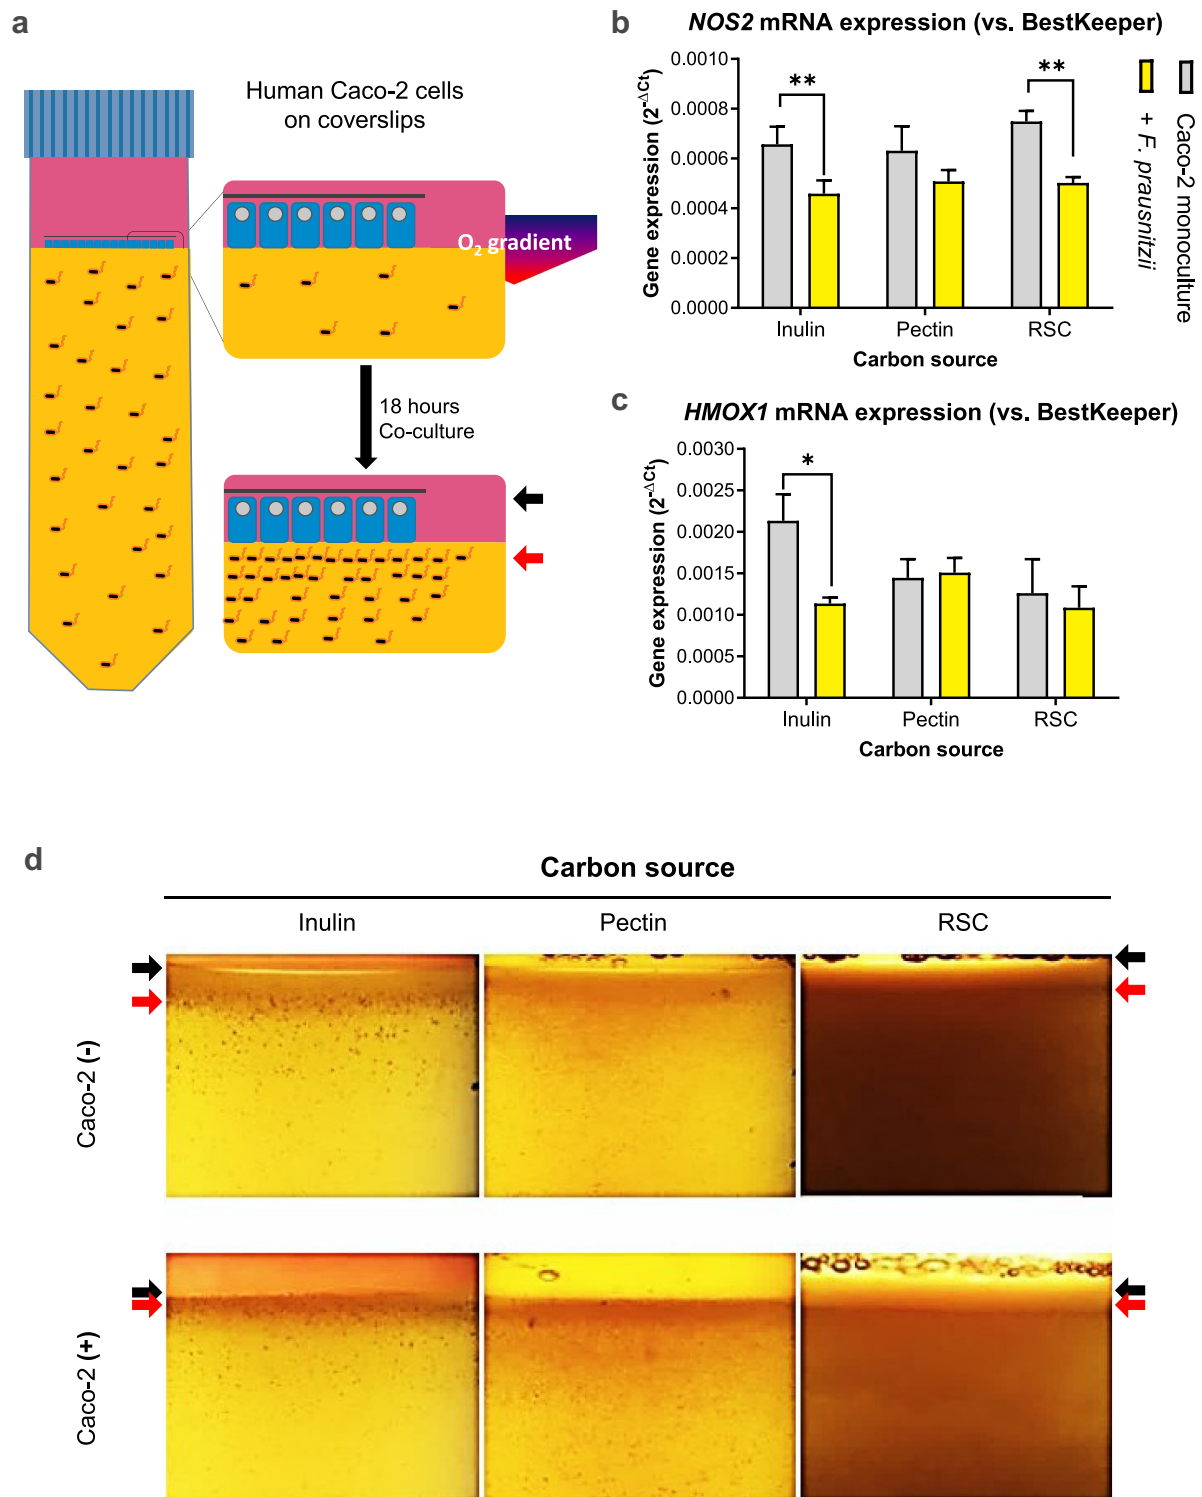 a
Human Caco-2 cells
on coverslips
O2 gradient
18 hours
Co-culture
b
NOS2 mRNA expression (vs. BestKeeper)
Gene expression (2^-ΔCt)
0.0010
0.0008
0.0006
0.0004
0.0002
0.0000
**
**
Inulin
Pectin
RSC
Carbon source
Caco-2 monoculture
+ F. prausnitzii
c
HMOX1 mRNA expression (vs. BestKeeper)
Gene expression (2^-ΔCt)
0.0030
0.0025
0.0020
0.0015
0.0010
0.0005
0.0000
*
Inulin
Pectin
RSC
Carbon source
d
Carbon source
Inulin
Pectin
RSC
Caco-2 (-)
Caco-2 (+)